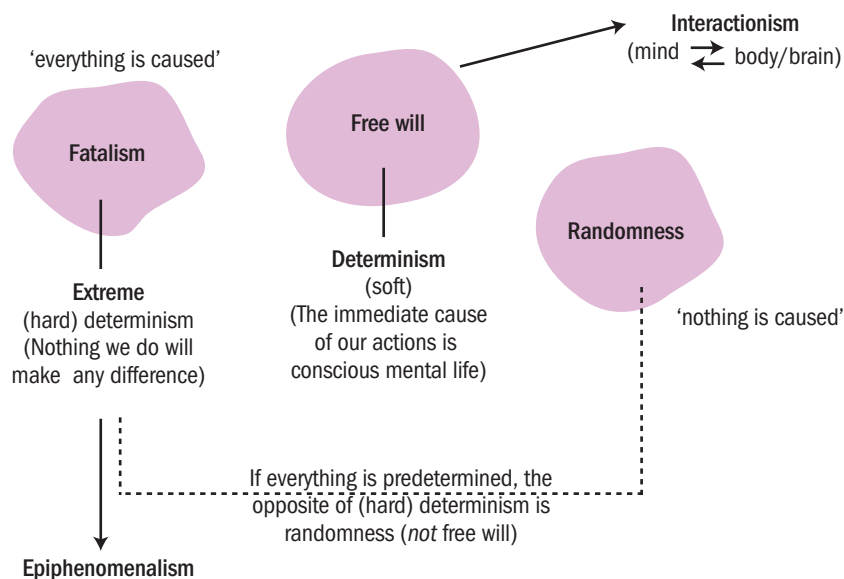 Interactionism
(mind ⇄ body/brain)
'everything is caused'
Fatalism
Free will
Randomness
Determinism
(soft)
(The immediate cause
of our actions is
conscious mental life)
Extreme
(hard) determinism
(Nothing we do will
make any difference)
'nothing is caused'
If everything is predetermined, the
opposite of (hard) determinism is
randomness (not free will)
Epiphenomenalism